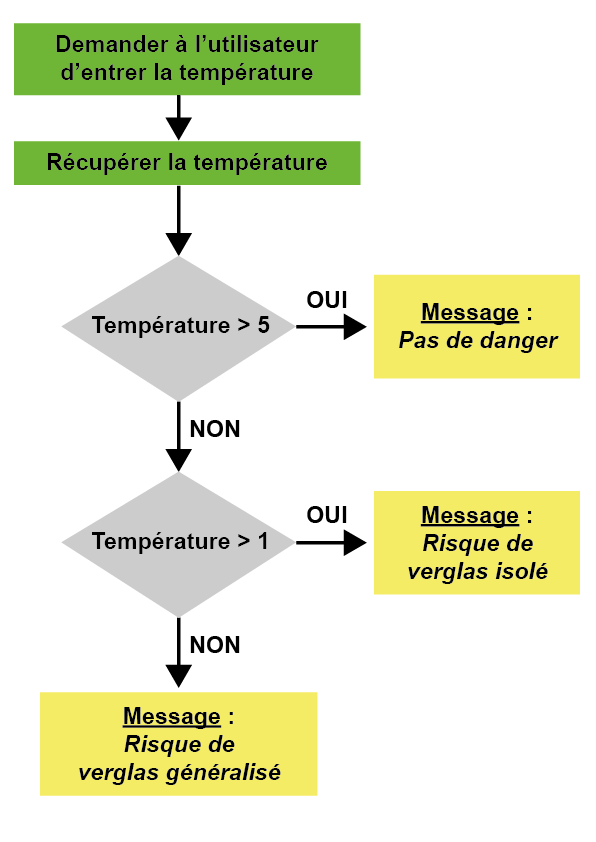 Demander à l’utilisateur
d’entrer la température
Récupérer la température
Température > 5
OUI
Message :
Pas de danger
NON
Température > 1
OUI
Message :
Risque de
verglas isolé
NON
Message :
Risque de
verglas généralisé